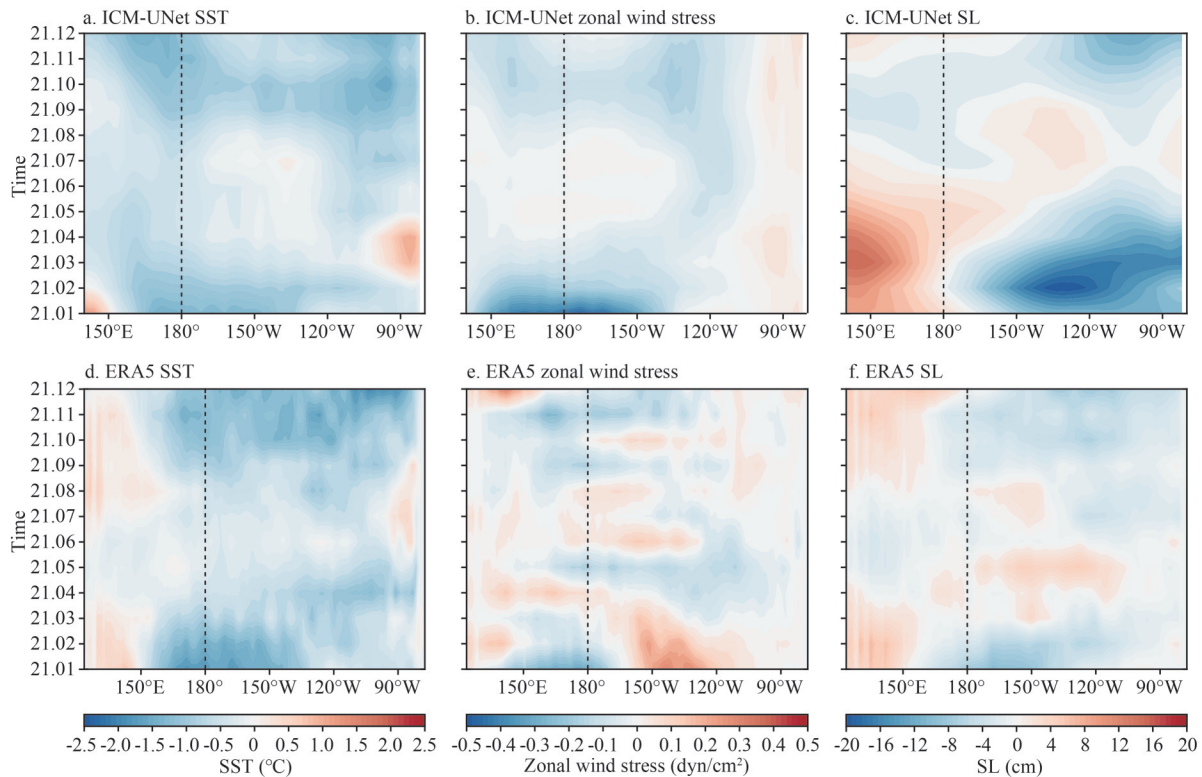 a. ICM-UNet SST
b. ICM-UNet zonal wind stress
c. ICM-UNet SL
Time
21.12
21.11
21.10
21.09
21.08
21.07
21.06
21.05
21.04
21.03
21.02
21.01
150°E 180° 150°W 120°W 90°W
150°E 180° 150°W 120°W 90°W
150°E 180° 150°W 120°W 90°W
d. ERA5 SST
e. ERA5 zonal wind stress
f. ERA5 SL
Time
21.12
21.11
21.10
21.09
21.08
21.07
21.06
21.05
21.04
21.03
21.02
21.01
150°E 180° 150°W 120°W 90°W
150°E 180° 150°W 120°W 90°W
150°E 180° 150°W 120°W 90°W
-2.5 -1.5 -1.0 -0.5 0 0.5 1.0 1.5 1.0 2.5
SST (℃)
-0.5 -0.4 -0.3 -0.2 -0.1 0 0.1 0.2 0.3 0.4 0.5
Zonal wind stress (dyn/cm²)
-20 -16 -12 -8 -4 0 4 8 12 16 20
SL (cm)